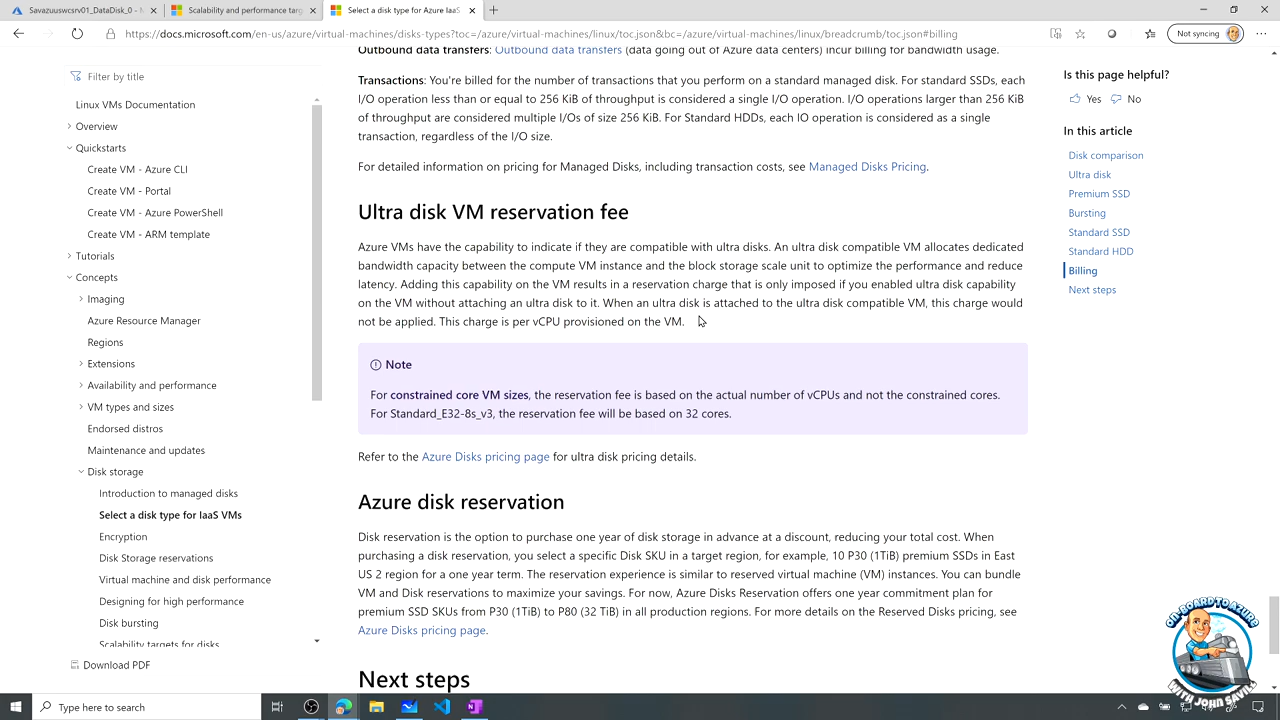 Savazuuswcsrv01_DataDisk_0 - M
Scalability and performance targ
Select a disk type for Azure IaaS
https://docs.microsoft.com/en-us/azure/virtual-machines/disks-types?toc=/azure/virtual-machines/linux/toc.json&bc=/azure/virtual-machines/linux/breadcrumb/toc.json#billing
Not syncing
Filter by title
Linux VMs Documentation
Overview
Quickstarts
Create VM - Azure CLI
Create VM - Portal
Create VM - Azure PowerShell
Create VM - ARM template
Tutorials
Concepts
Imaging
Azure Resource Manager
Regions
Extensions
Availability and performance
VM types and sizes
Endorsed distros
Maintenance and updates
Disk storage
Introduction to managed disks
Select a disk type for IaaS VMs
Encryption
Disk Storage reservations
Virtual machine and disk performance
Designing for high performance
Disk bursting
Scalability targets for disks
Download PDF
Outbound data transfers: Outbound data transfers (data going out of Azure data centers) incur billing for bandwidth usage.
Transactions: You're billed for the number of transactions that you perform on a standard managed disk. For standard SSDs, each
I/O operation less than or equal to 256 KiB of throughput is considered a single I/O operation. I/O operations larger than 256 KiB
of throughput are considered multiple I/Os of size 256 KiB. For Standard HDDs, each IO operation is considered as a single
transaction, regardless of the I/O size.
For detailed information on pricing for Managed Disks, including transaction costs, see Managed Disks Pricing.
Ultra disk VM reservation fee
Azure VMs have the capability to indicate if they are compatible with ultra disks. An ultra disk compatible VM allocates dedicated
bandwidth capacity between the compute VM instance and the block storage scale unit to optimize the performance and reduce
latency. Adding this capability on the VM results in a reservation charge that is only imposed if you enabled ultra disk capability
on the VM without attaching an ultra disk to it. When an ultra disk is attached to the ultra disk compatible VM, this charge would
not be applied. This charge is per vCPU provisioned on the VM.
Note
For constrained core VM sizes, the reservation fee is based on the actual number of vCPUs and not the constrained cores.
For Standard_E32-8s_v3, the reservation fee will be based on 32 cores.
Refer to the Azure Disks pricing page for ultra disk pricing details.
Azure disk reservation
Disk reservation is the option to purchase one year of disk storage in advance at a discount, reducing your total cost. When
purchasing a disk reservation, you select a specific Disk SKU in a target region, for example, 10 P30 (1TiB) premium SSDs in East
US 2 region for a one year term. The reservation experience is similar to reserved virtual machine (VM) instances. You can bundle
VM and Disk reservations to maximize your savings. For now, Azure Disks Reservation offers one year commitment plan for
premium SSD SKUs from P30 (1TiB) to P80 (32 TiB) in all production regions. For more details on the Reserved Disks pricing, see
Azure Disks pricing page.
Next steps
Is this page helpful?
Yes No
In this article
Disk comparison
Ultra disk
Premium SSD
Bursting
Standard SSD
Standard HDD
Billing
Next steps
ON-BOARD TO AZURE
WITH JOHN SAVILL
Type here to search